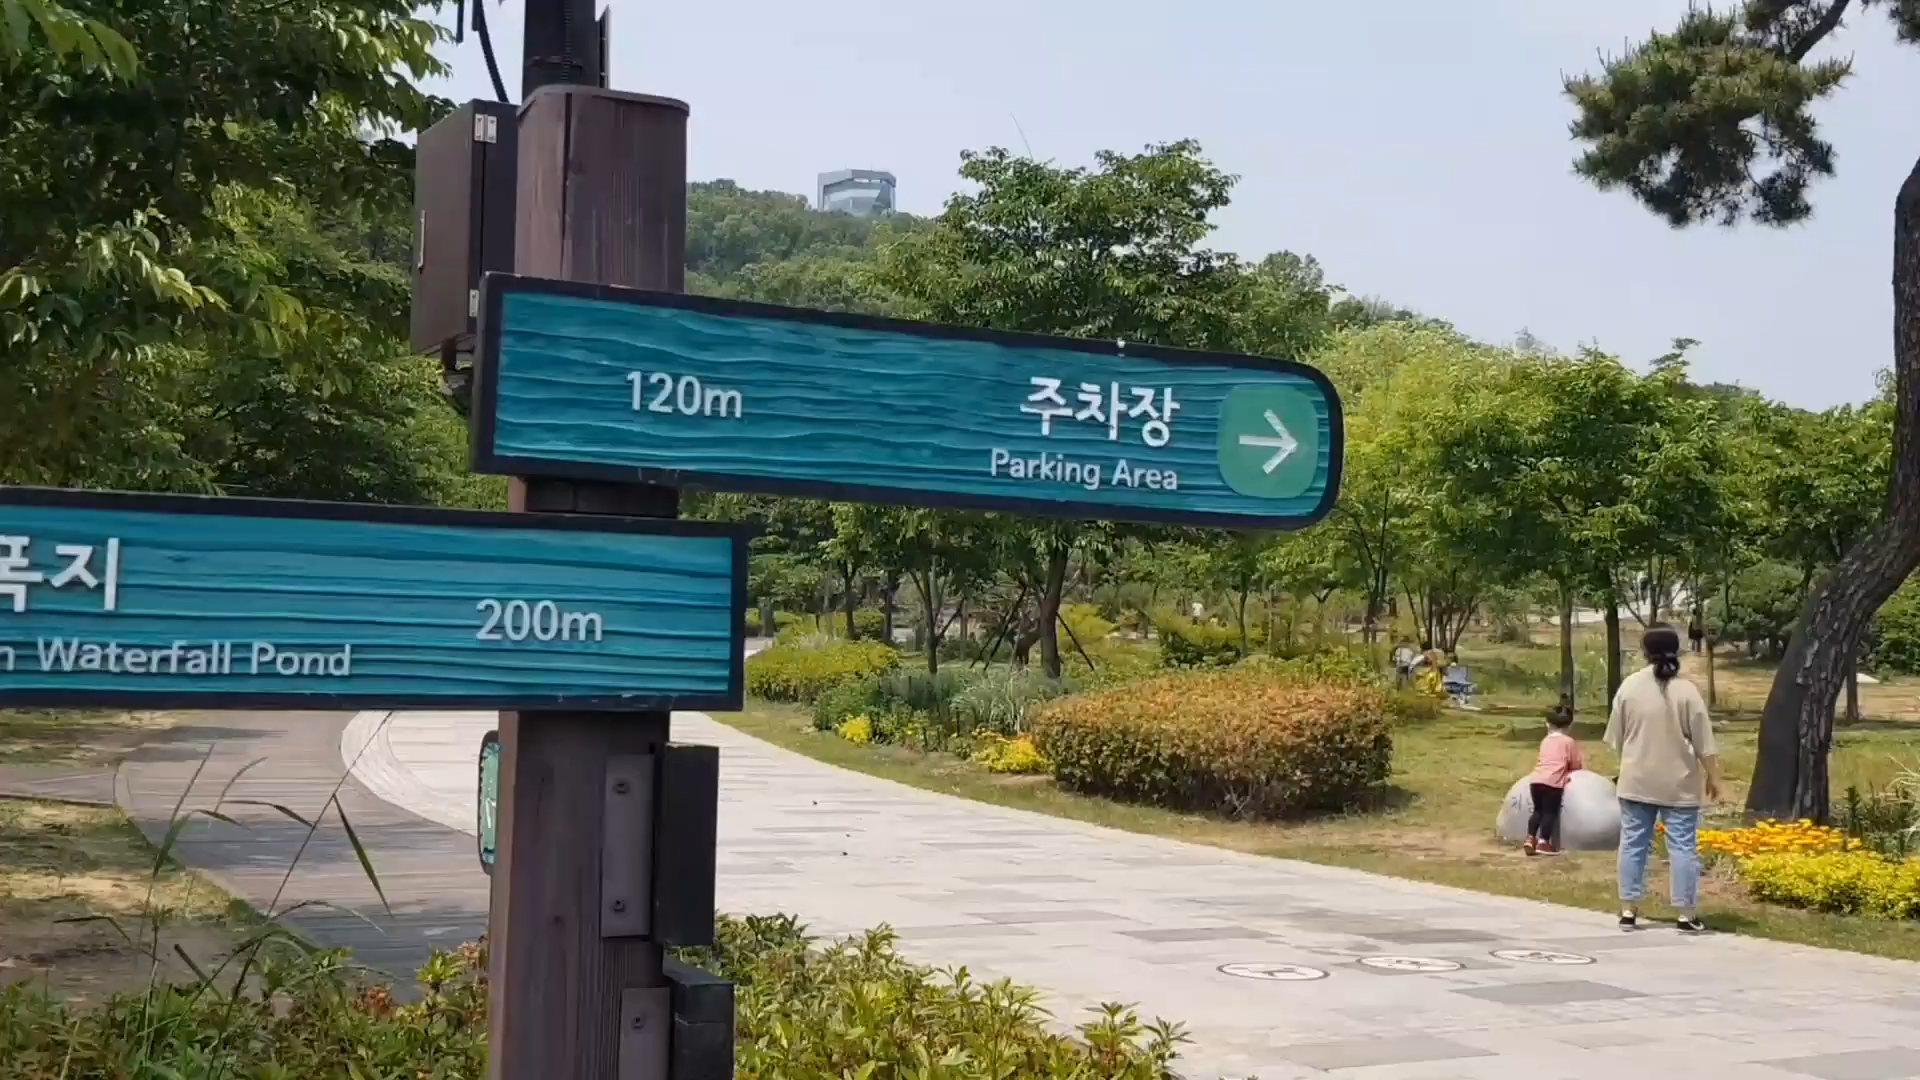 120m
주차장
Parking Area
폭지
200m
Waterfall Pond